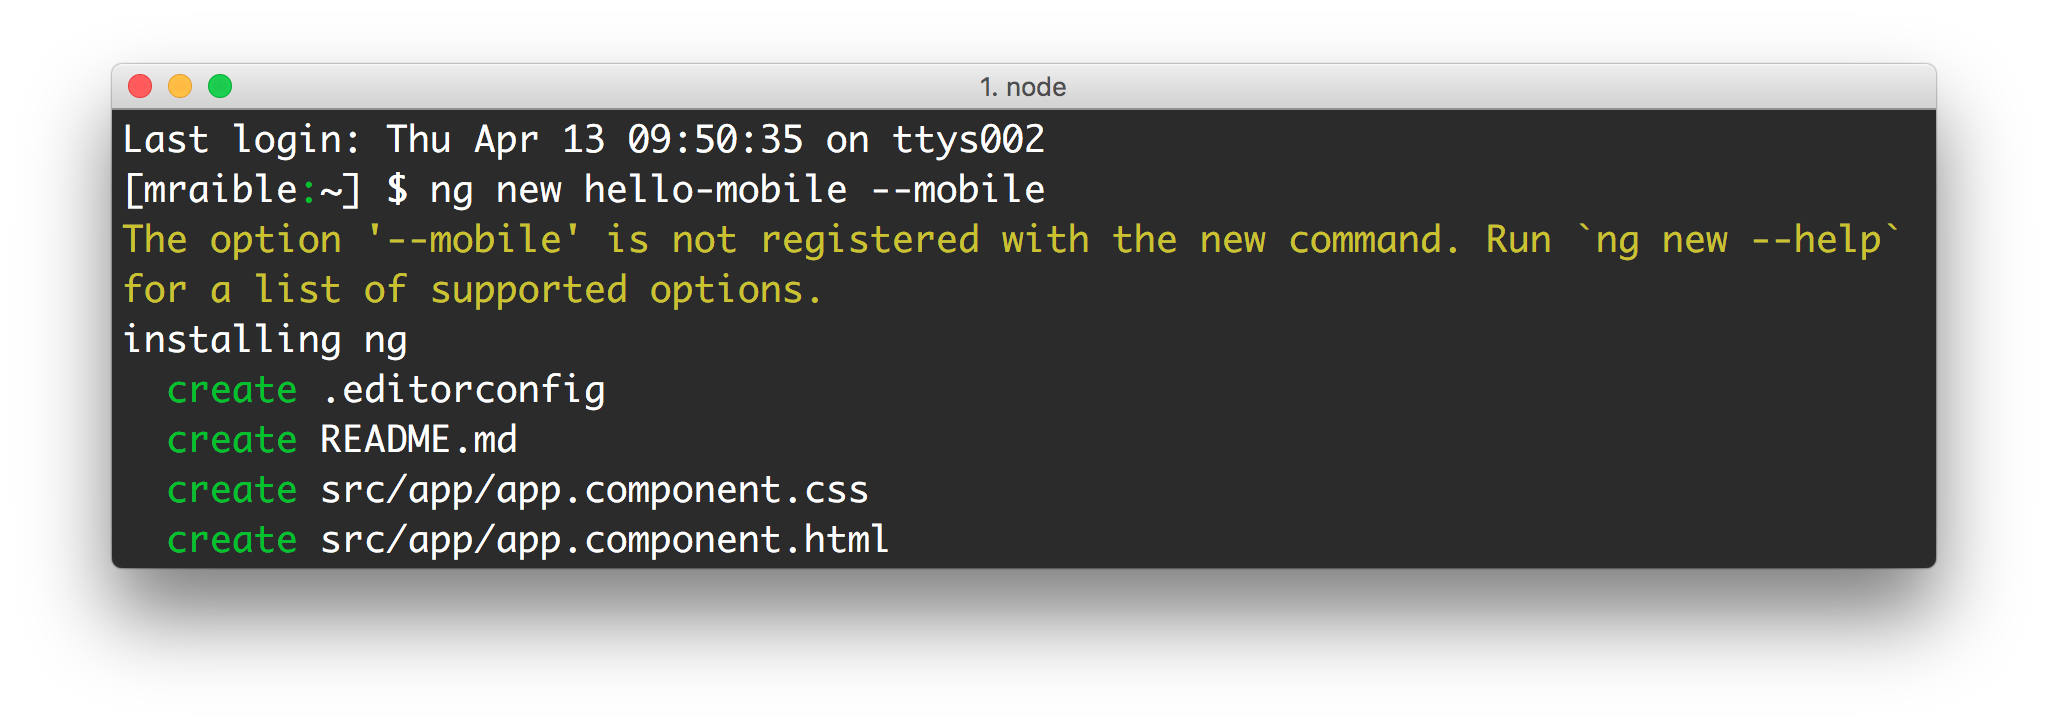 1. node
Last login: Thu Apr 13 09:50:35 on ttys002
[mraible:~] $ ng new hello-mobile --mobile
The option '--mobile' is not registered with the new command. Run `ng new --help`
for a list of supported options.
installing ng
  create .editorconfig
  create README.md
  create src/app/app.component.css
  create src/app/app.component.html